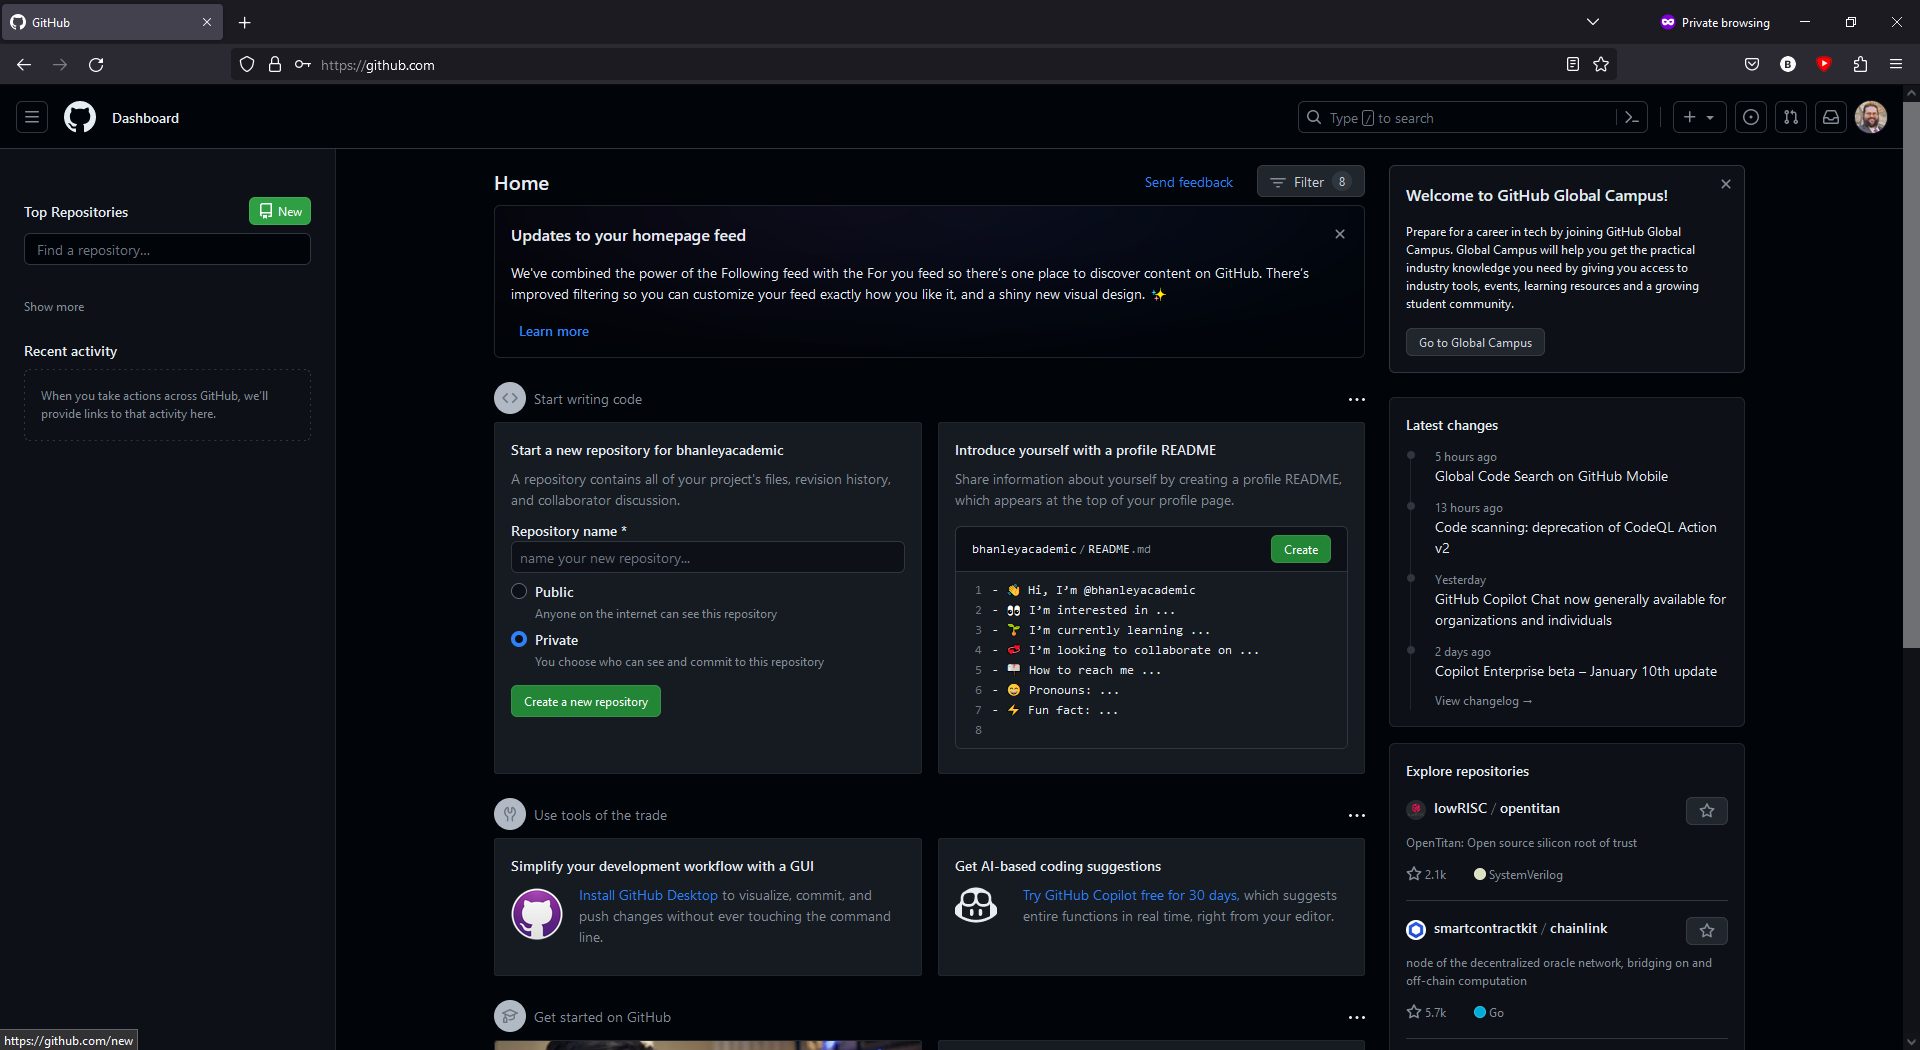 GitHub
Private browsing
https://github.com
Dashboard
Type / to search
Top Repositories
New
Find a repository...
Show more
Recent activity
When you take actions across GitHub, we'll
provide links to that activity here.
Home
Send feedback
Filter 8
Updates to your homepage feed
We've combined the power of the Following feed with the For you feed so there's one place to discover content on GitHub. There's
improved filtering so you can customize your feed exactly how you like it, and a shiny new visual design. ✨
Learn more
Start writing code
Start a new repository for bhanleyacademic
A repository contains all of your project's files, revision history,
and collaborator discussion.
Repository name *
name your new repository...
Public
Anyone on the internet can see this repository
Private
You choose who can see and commit to this repository
Create a new repository
Introduce yourself with a profile README
Share information about yourself by creating a profile README,
which appears at the top of your profile page.
bhanleyacademic / README.md
Create
1 - 👋 Hi, I'm @bhanleyacademic
2 - 👀 I'm interested in ...
3 - 🌱 I'm currently learning ...
4 - 💞️ I'm looking to collaborate on ...
5 - 📫 How to reach me ...
6 - 😄 Pronouns: ...
7 - ⚡ Fun fact: ...
8
Use tools of the trade
Simplify your development workflow with a GUI
Install GitHub Desktop to visualize, commit, and
push changes without ever touching the command
line.
Get AI-based coding suggestions
Try GitHub Copilot free for 30 days, which suggests
entire functions in real time, right from your editor.
Get started on GitHub
Welcome to GitHub Global Campus!
Prepare for a career in tech by joining GitHub Global
Campus. Global Campus will help you get the practical
industry knowledge you need by giving you access to
industry tools, events, learning resources and a growing
student community.
Go to Global Campus
Latest changes
5 hours ago
Global Code Search on GitHub Mobile
13 hours ago
Code scanning: deprecation of CodeQL Action
v2
Yesterday
GitHub Copilot Chat now generally available for
organizations and individuals
2 days ago
Copilot Enterprise beta – January 10th update
View changelog →
Explore repositories
lowRISC / opentitan
OpenTitan: Open source silicon root of trust
2.1k SystemVerilog
smartcontractkit / chainlink
node of the decentralized oracle network, bridging on and
off-chain computation
5.7k Go
https://github.com/new